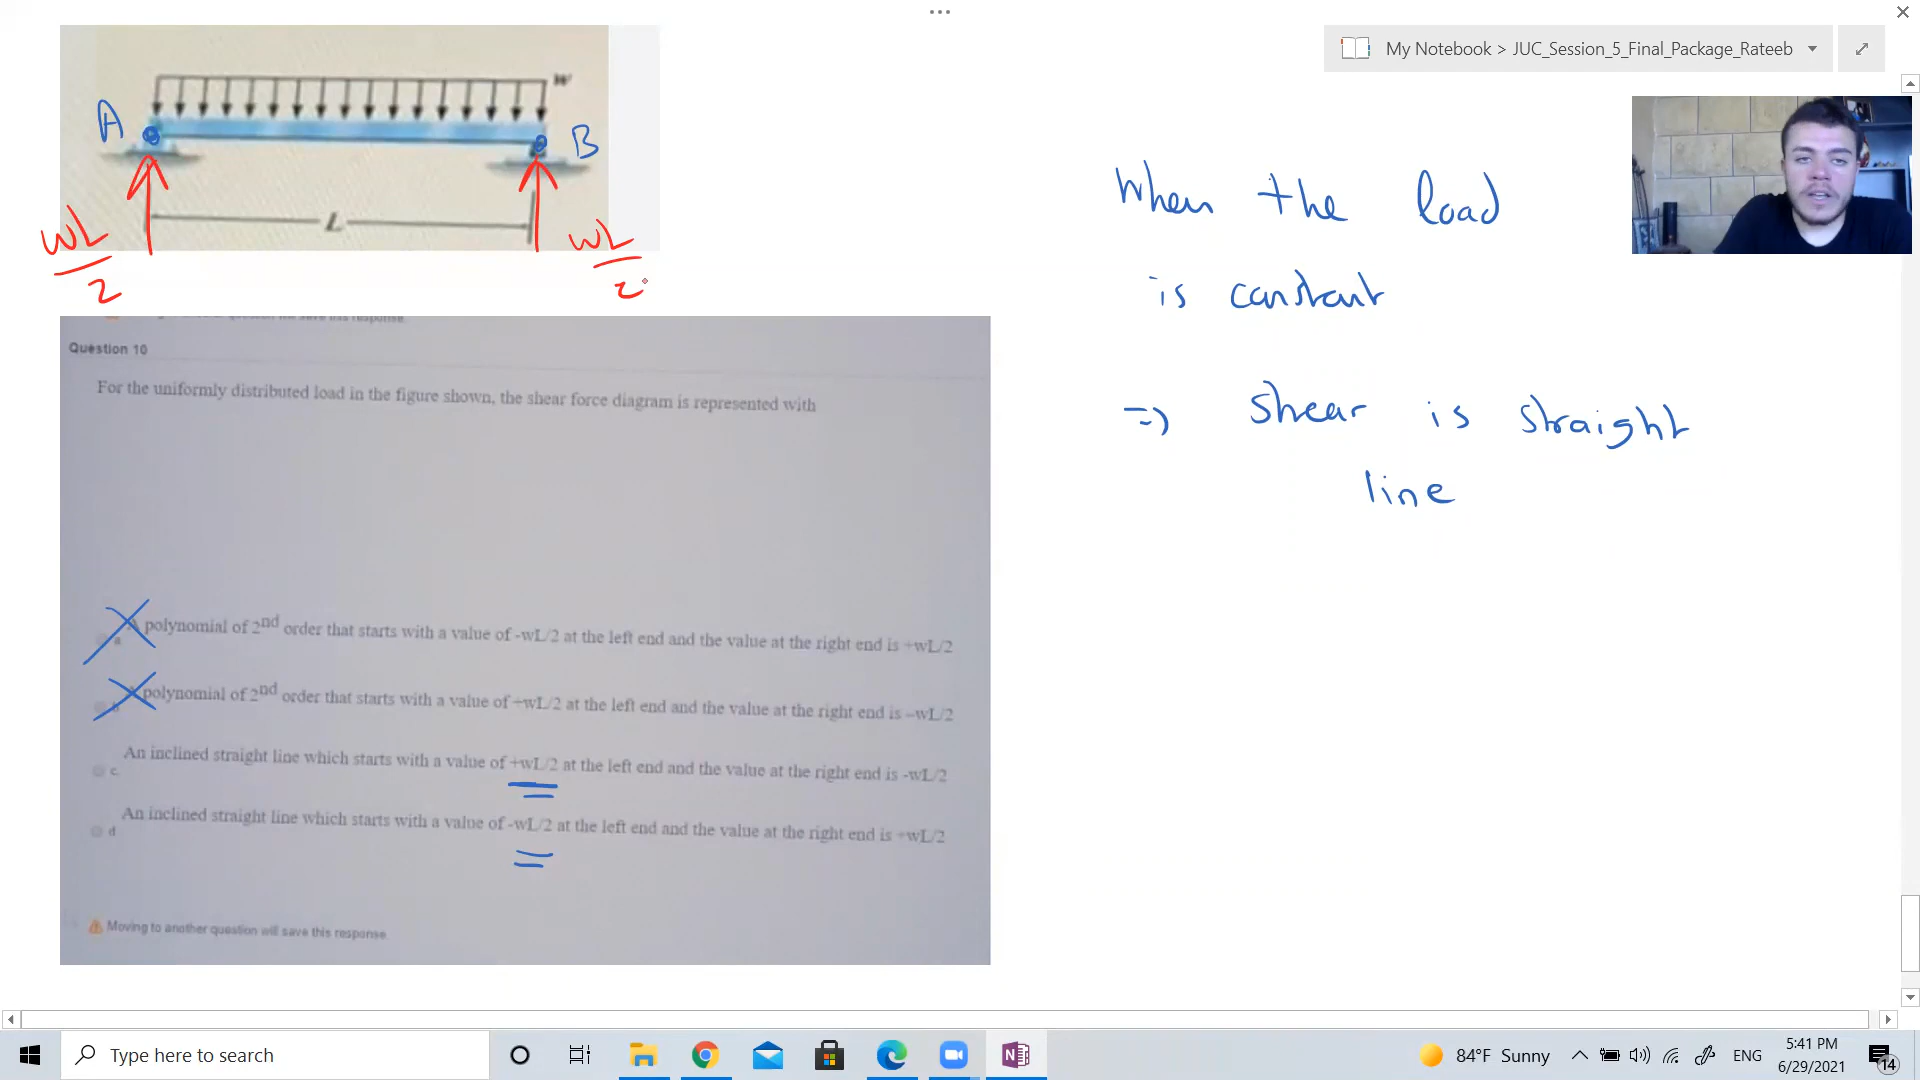 My Notebook > JUC_Session_5_Final_Package_Rateeb
w
A
B
L
wL
2
wL
2
When the load
is constant
=> shear is straight
line
question will save this response.
Question 10
For the uniformly distributed load in the figure shown, the shear force diagram is represented with
a. A polynomial of 2nd order that starts with a value of -wL/2 at the left end and the value at the right end is +wL/2
polynomial of 2nd order that starts with a value of +wL/2 at the left end and the value at the right end is -wL/2
c. An inclined straight line which starts with a value of +wL/2 at the left end and the value at the right end is -wL/2
d. An inclined straight line which starts with a value of -wL/2 at the left end and the value at the right end is +wL/2
Moving to another question will save this response.
Type here to search
84°F Sunny
ENG
5:41 PM
6/29/2021
14